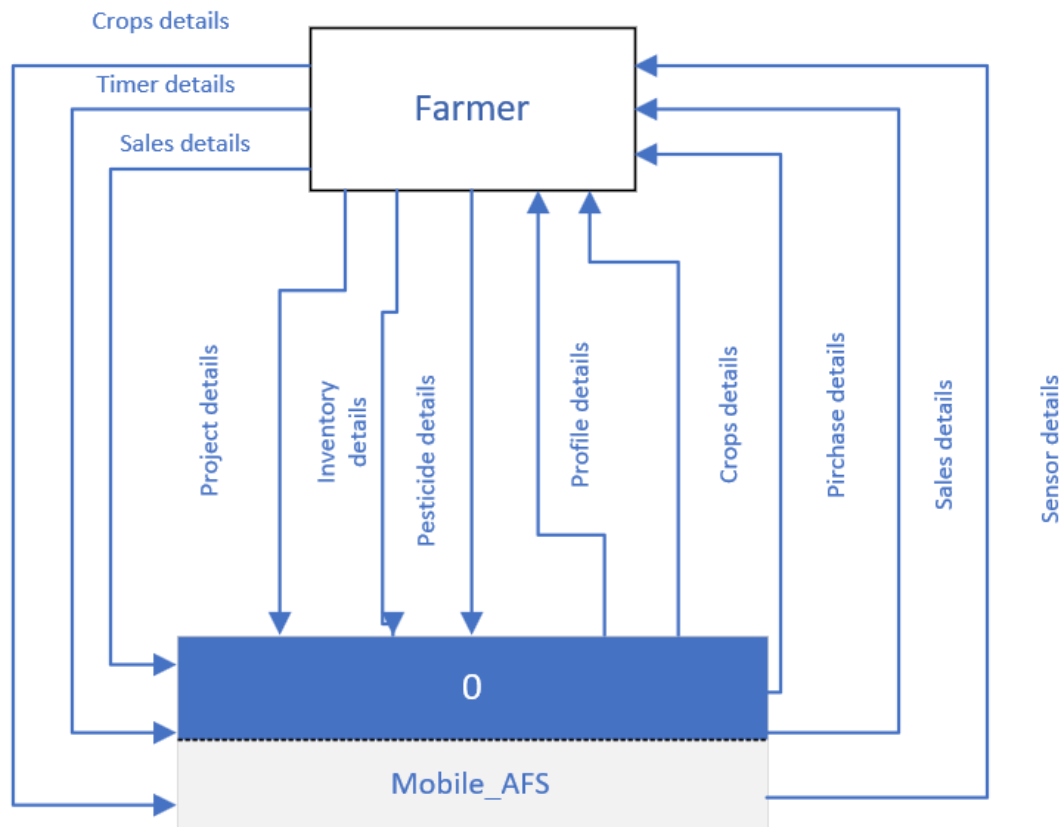 Crops details
Timer details
Sales details
Farmer
Project details
Inventory
details
Pesticide details
Profile details
Crops details
Pirchase details
Sales details
Sensor details
0
Mobile_AFS